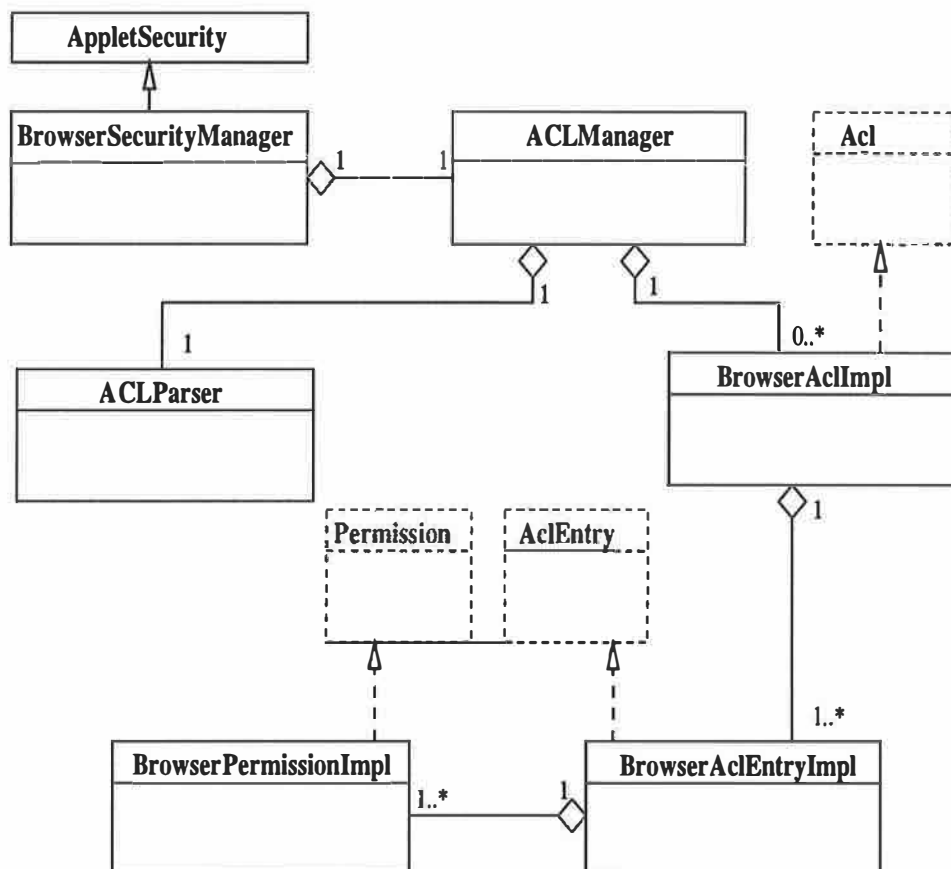 AppletSecurity
BrowserSecurityManager
ACLManager
Acl
1
1
1
1
1
0..*
ACLParser
BrowserAclImpl
1
Permission
AclEntry
1..*
BrowserPermissionImpl
BrowserAclEntryImpl
1..*
1